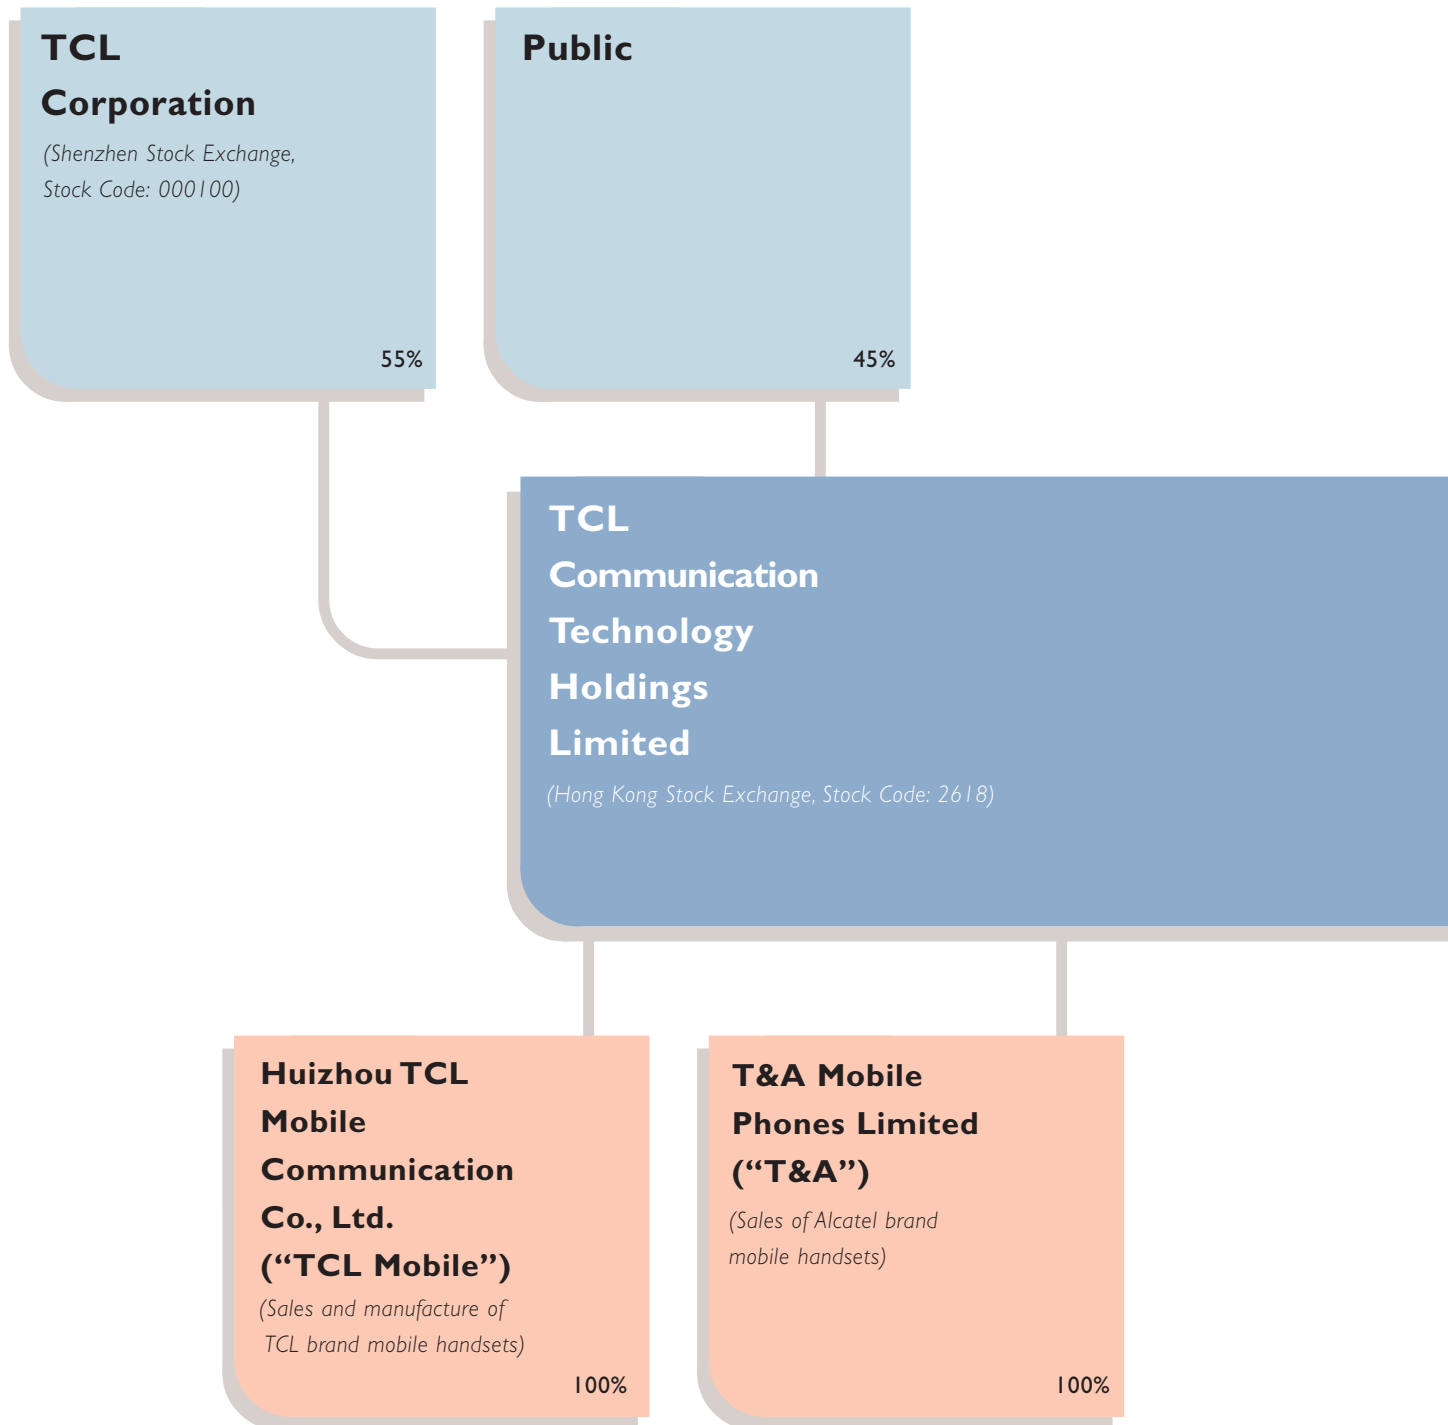 TCL
Corporation
(Shenzhen Stock Exchange,
Stock Code: 000100)
55%
Public
45%
TCL
Communication
Technology
Holdings
Limited
(Hong Kong Stock Exchange, Stock Code: 2618)
Huizhou TCL
Mobile
Communication
Co., Ltd.
(“TCL Mobile”)
(Sales and manufacture of
TCL brand mobile handsets)
100%
T&A Mobile
Phones Limited
(“T&A”)
(Sales of Alcatel brand
mobile handsets)
100%